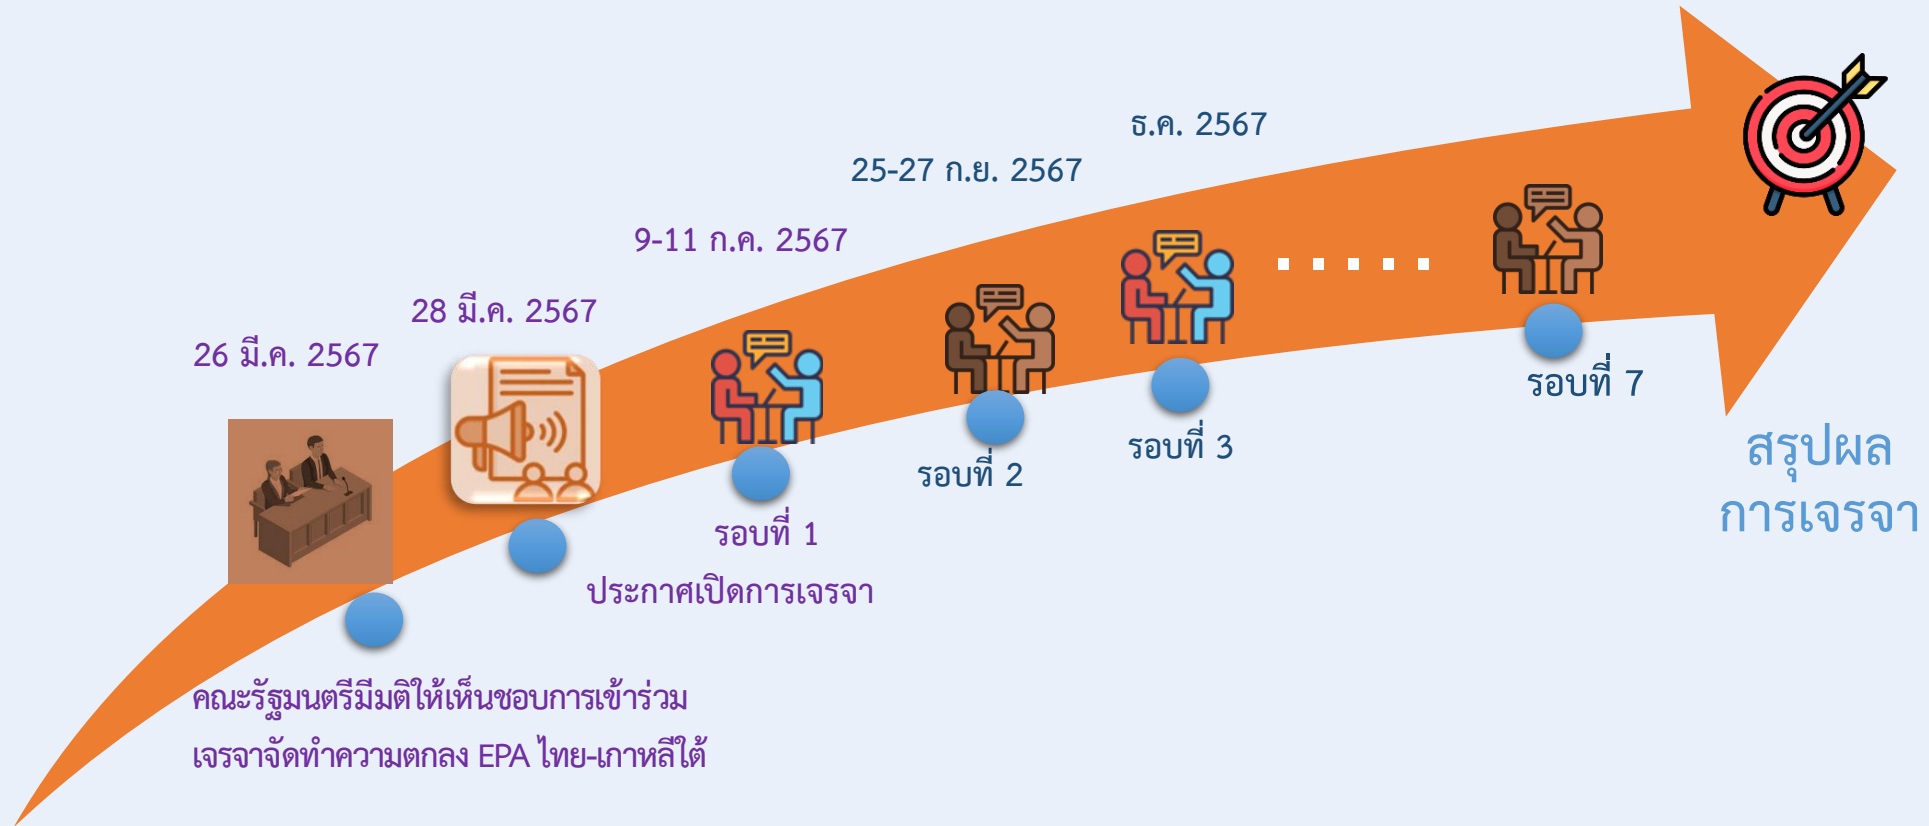 ธ.ค. 2567
25-27 ก.ย. 2567
9-11 ก.ค. 2567
28 มี.ค. 2567
26 มี.ค. 2567
รอบที่ 7
รอบที่ 3
รอบที่ 2
รอบที่ 1
ประกาศเปิดการเจรจา
สรุปผล
การเจรจา
คณะรัฐมนตรีมีมติให้เห็นชอบการเข้าร่วม
เจรจาจัดทำความตกลง EPA ไทย-เกาหลีใต้